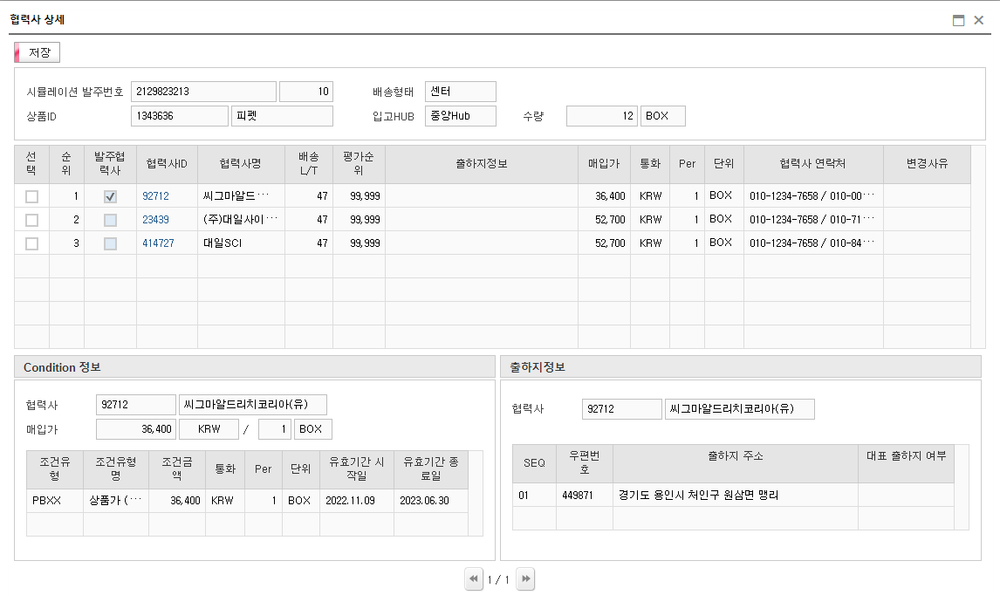 협력사 상세
저장
시뮬레이션 발주번호 2129823213 10 배송형태 센터
상품ID 1343636 피펫 입고HUB 중앙Hub 수량 12 BOX
선택 순위 발주협력사 협력사ID 협력사명 배송 L/T 평가순위 출하지정보 매입가 통화 Per 단위 협력사 연락처 변경사유
1 92712 씨그마알드··· 47 99,999 36,400 KRW 1 BOX 010-1234-7658 / 010-00···
2 23439 (주)대일사이··· 47 99,999 52,700 KRW 1 BOX 010-1234-7658 / 010-71···
3 414727 대일SCI 47 99,999 52,700 KRW 1 BOX 010-1234-7658 / 010-84···
Condition 정보
협력사 92712 씨그마알드리치코리아(유)
매입가 36,400 KRW / 1 BOX
조건유형 조건유형명 조건금액 통화 Per 단위 유효기간 시작일 유효기간 종료일
PBXX 상품가 (··· 36,400 KRW 1 BOX 2022.11.09 2023.06.30
출하지정보
협력사 92712 씨그마알드리치코리아(유)
SEQ 우편번호 출하지 주소 대표 출하지 여부
01 449871 경기도 용인시 처인구 원삼면 맹리
1 / 1